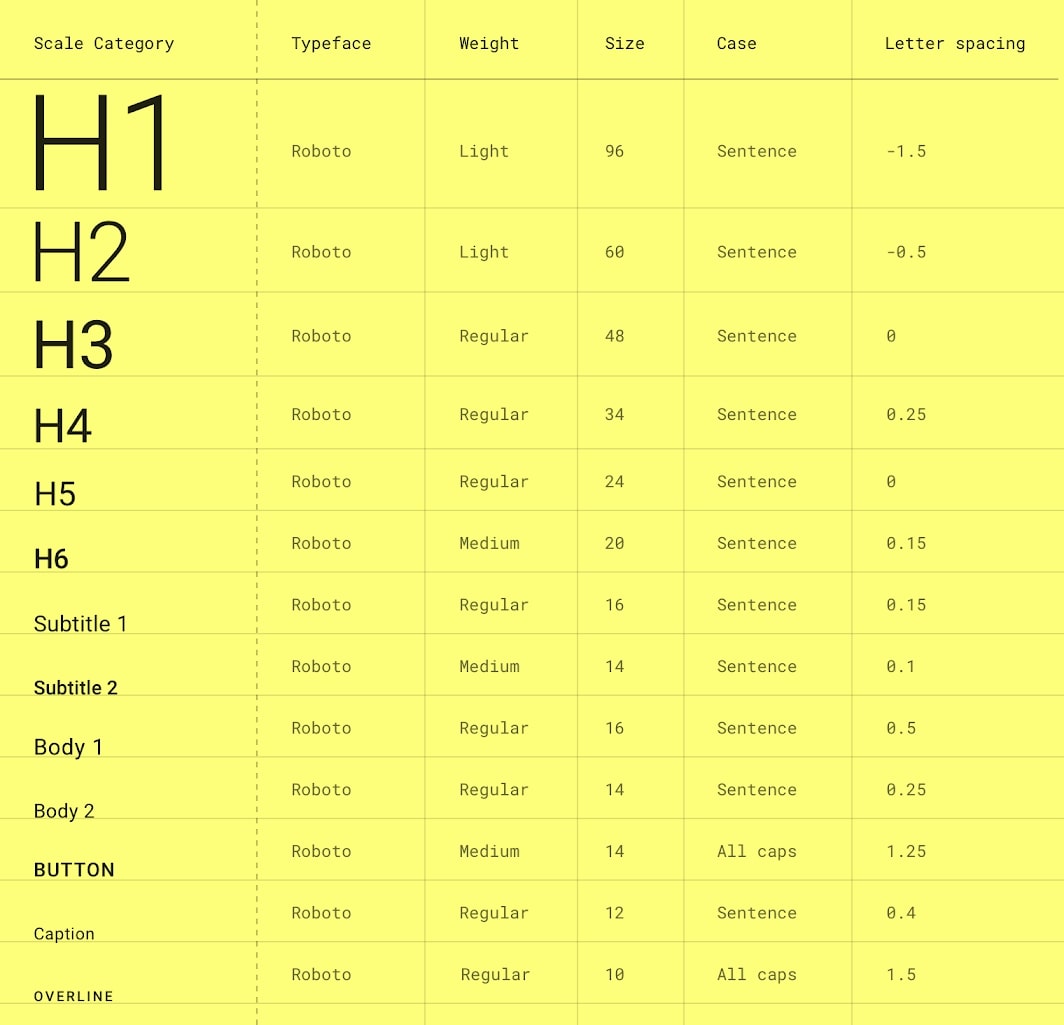 Scale Category Typeface Weight Size Case Letter spacing
H1 Roboto Light 96 Sentence -1.5
H2 Roboto Light 60 Sentence -0.5
H3 Roboto Regular 48 Sentence 0
H4 Roboto Regular 34 Sentence 0.25
H5 Roboto Regular 24 Sentence 0
H6 Roboto Medium 20 Sentence 0.15
Subtitle 1 Roboto Regular 16 Sentence 0.15
Subtitle 2 Roboto Medium 14 Sentence 0.1
Body 1 Roboto Regular 16 Sentence 0.5
Body 2 Roboto Regular 14 Sentence 0.25
BUTTON Roboto Medium 14 All caps 1.25
Caption Roboto Regular 12 Sentence 0.4
OVERLINE Roboto Regular 10 All caps 1.5